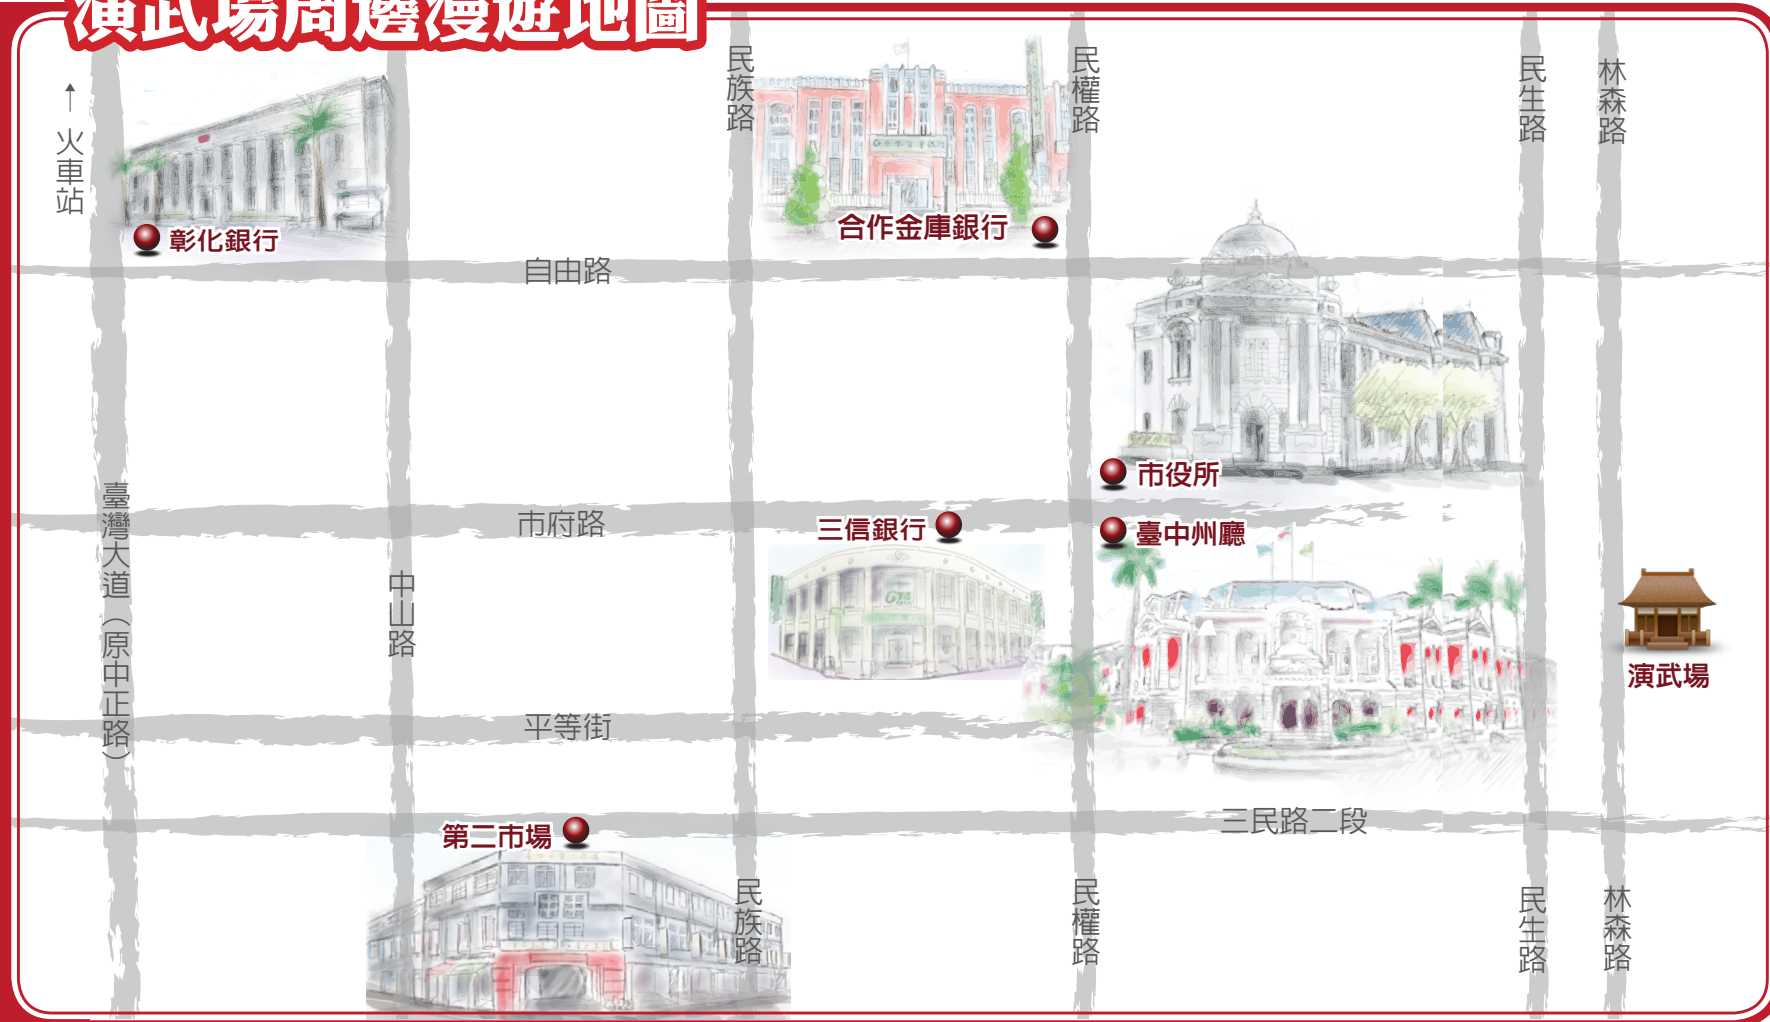 演武場周邊漫遊地圖
民族路
民權路
民生路
林森路
↑火車站
彰化銀行
合作金庫銀行
自由路
市役所
臺灣大道（原中正路）
市府路
三信銀行
臺中州廳
中山路
演武場
平等街
三民路二段
第二市場
民族路
民權路
民生路
林森路